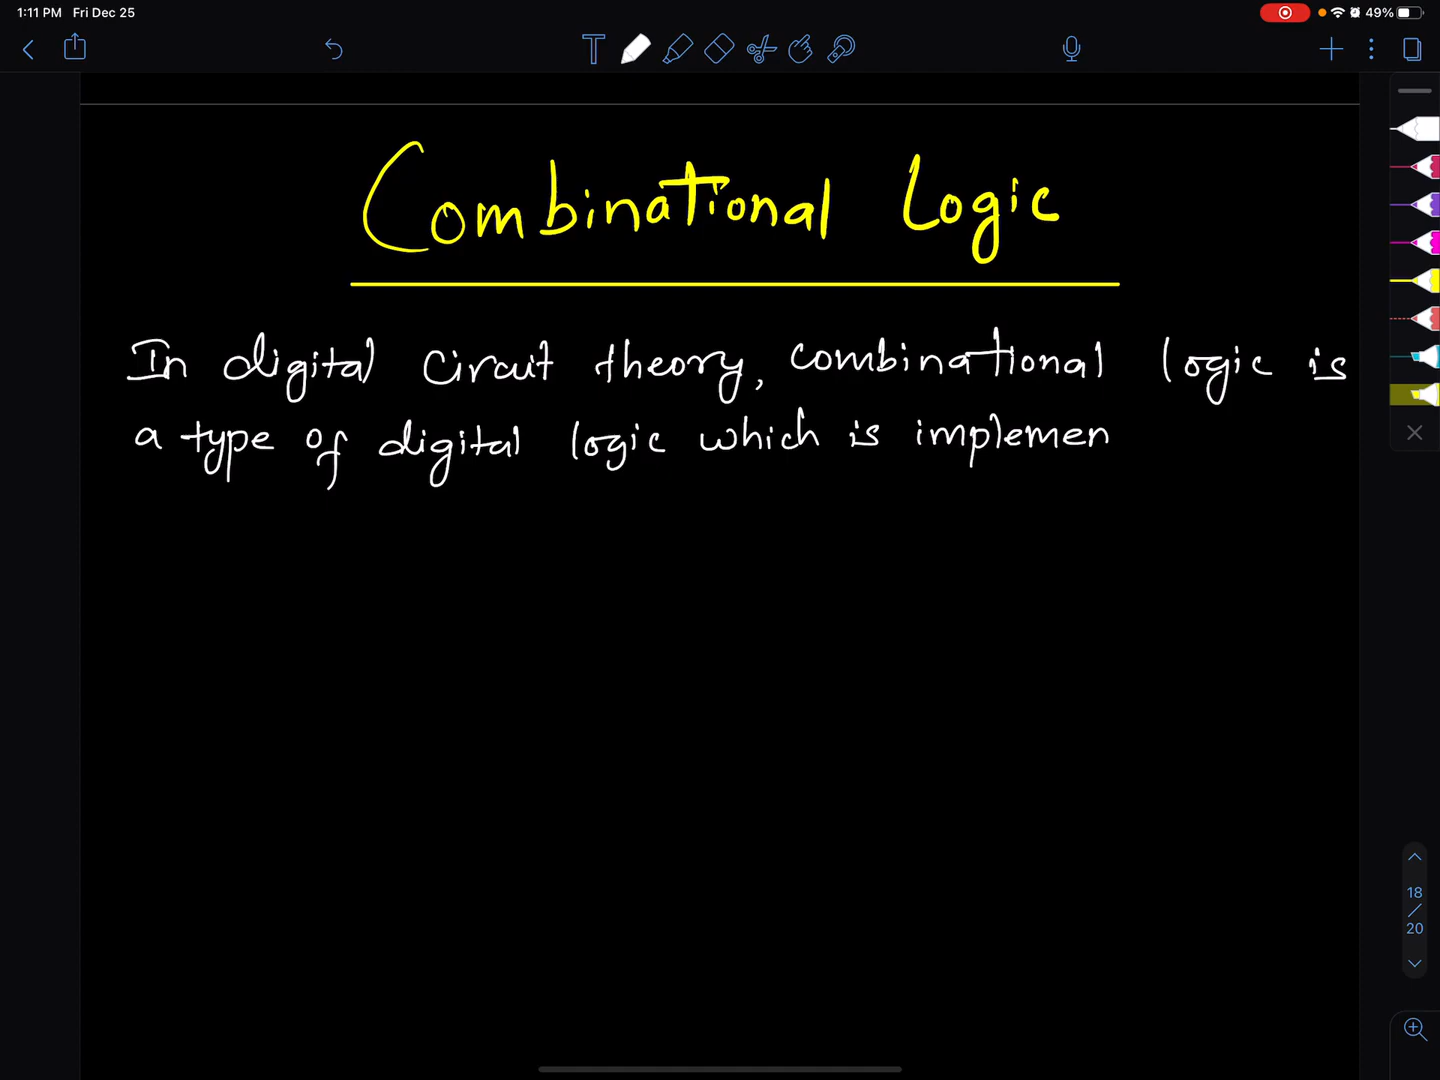 1:11 PM Fri Dec 25
49%
T
Combinational Logic
In digital circuit theory, combinational logic is
a type of digital logic which is implemen
18
20